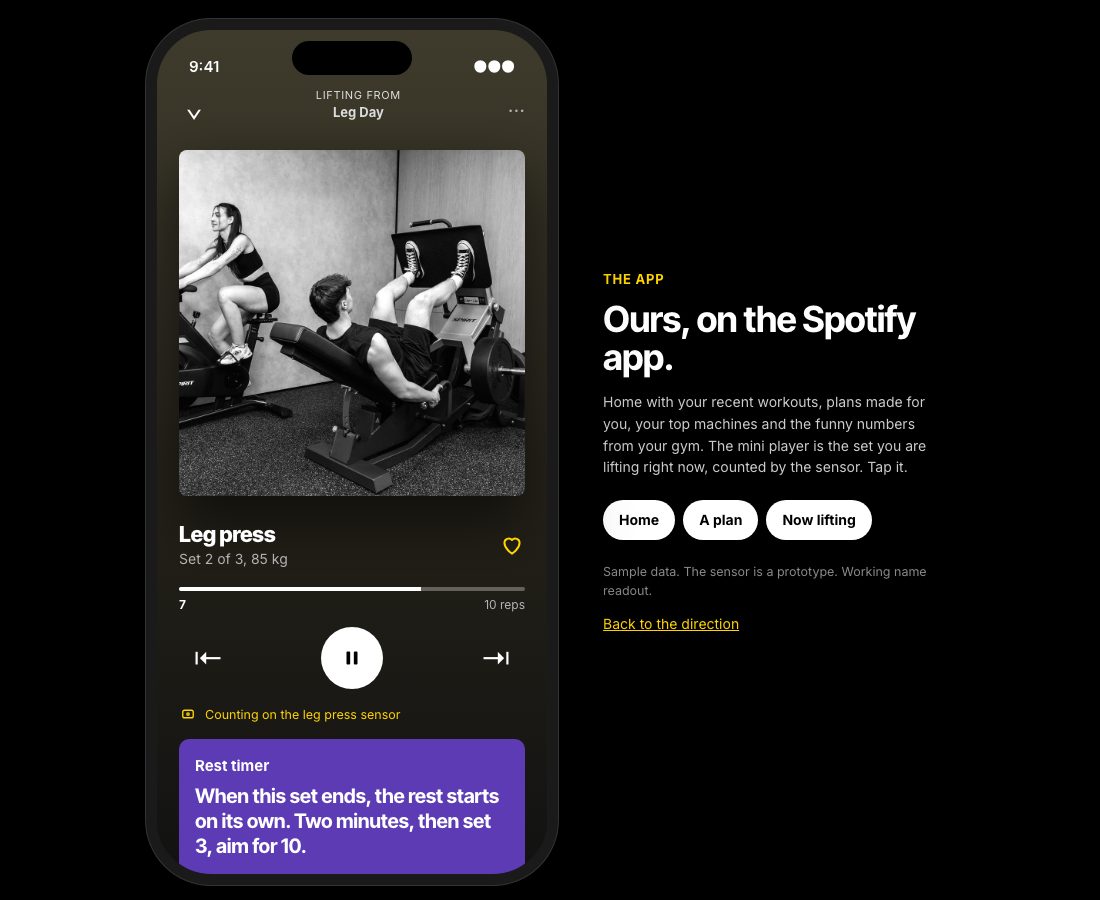 9:41
LIFTING FROM
Leg Day
SPIRIT
Leg press
Set 2 of 3, 85 kg
7
10 reps
Counting on the leg press sensor
Rest timer
When this set ends, the rest starts
on its own. Two minutes, then set
3, aim for 10.
THE APP
Ours, on the Spotify
app.
Home with your recent workouts, plans made for
you, your top machines and the funny numbers
from your gym. The mini player is the set you are
lifting right now, counted by the sensor. Tap it.
Home
A plan
Now lifting
Sample data. The sensor is a prototype. Working name
readout.
Back to the direction